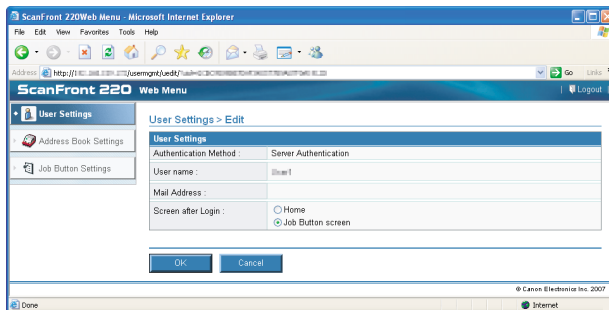 ScanFront 220Web Menu - Microsoft Internet Explorer
File Edit View Favorites Tools Help
Address http:// /usermgmt/uedit/ Go Links
ScanFront 220 Web Menu Logout
User Settings
Address Book Settings
Job Button Settings
User Settings > Edit
User Settings
Authentication Method : Server Authentication
User name :
Mail Address :
Screen after Login : Home
Job Button screen
OK Cancel
© Canon Electronics Inc. 2007
Done Internet